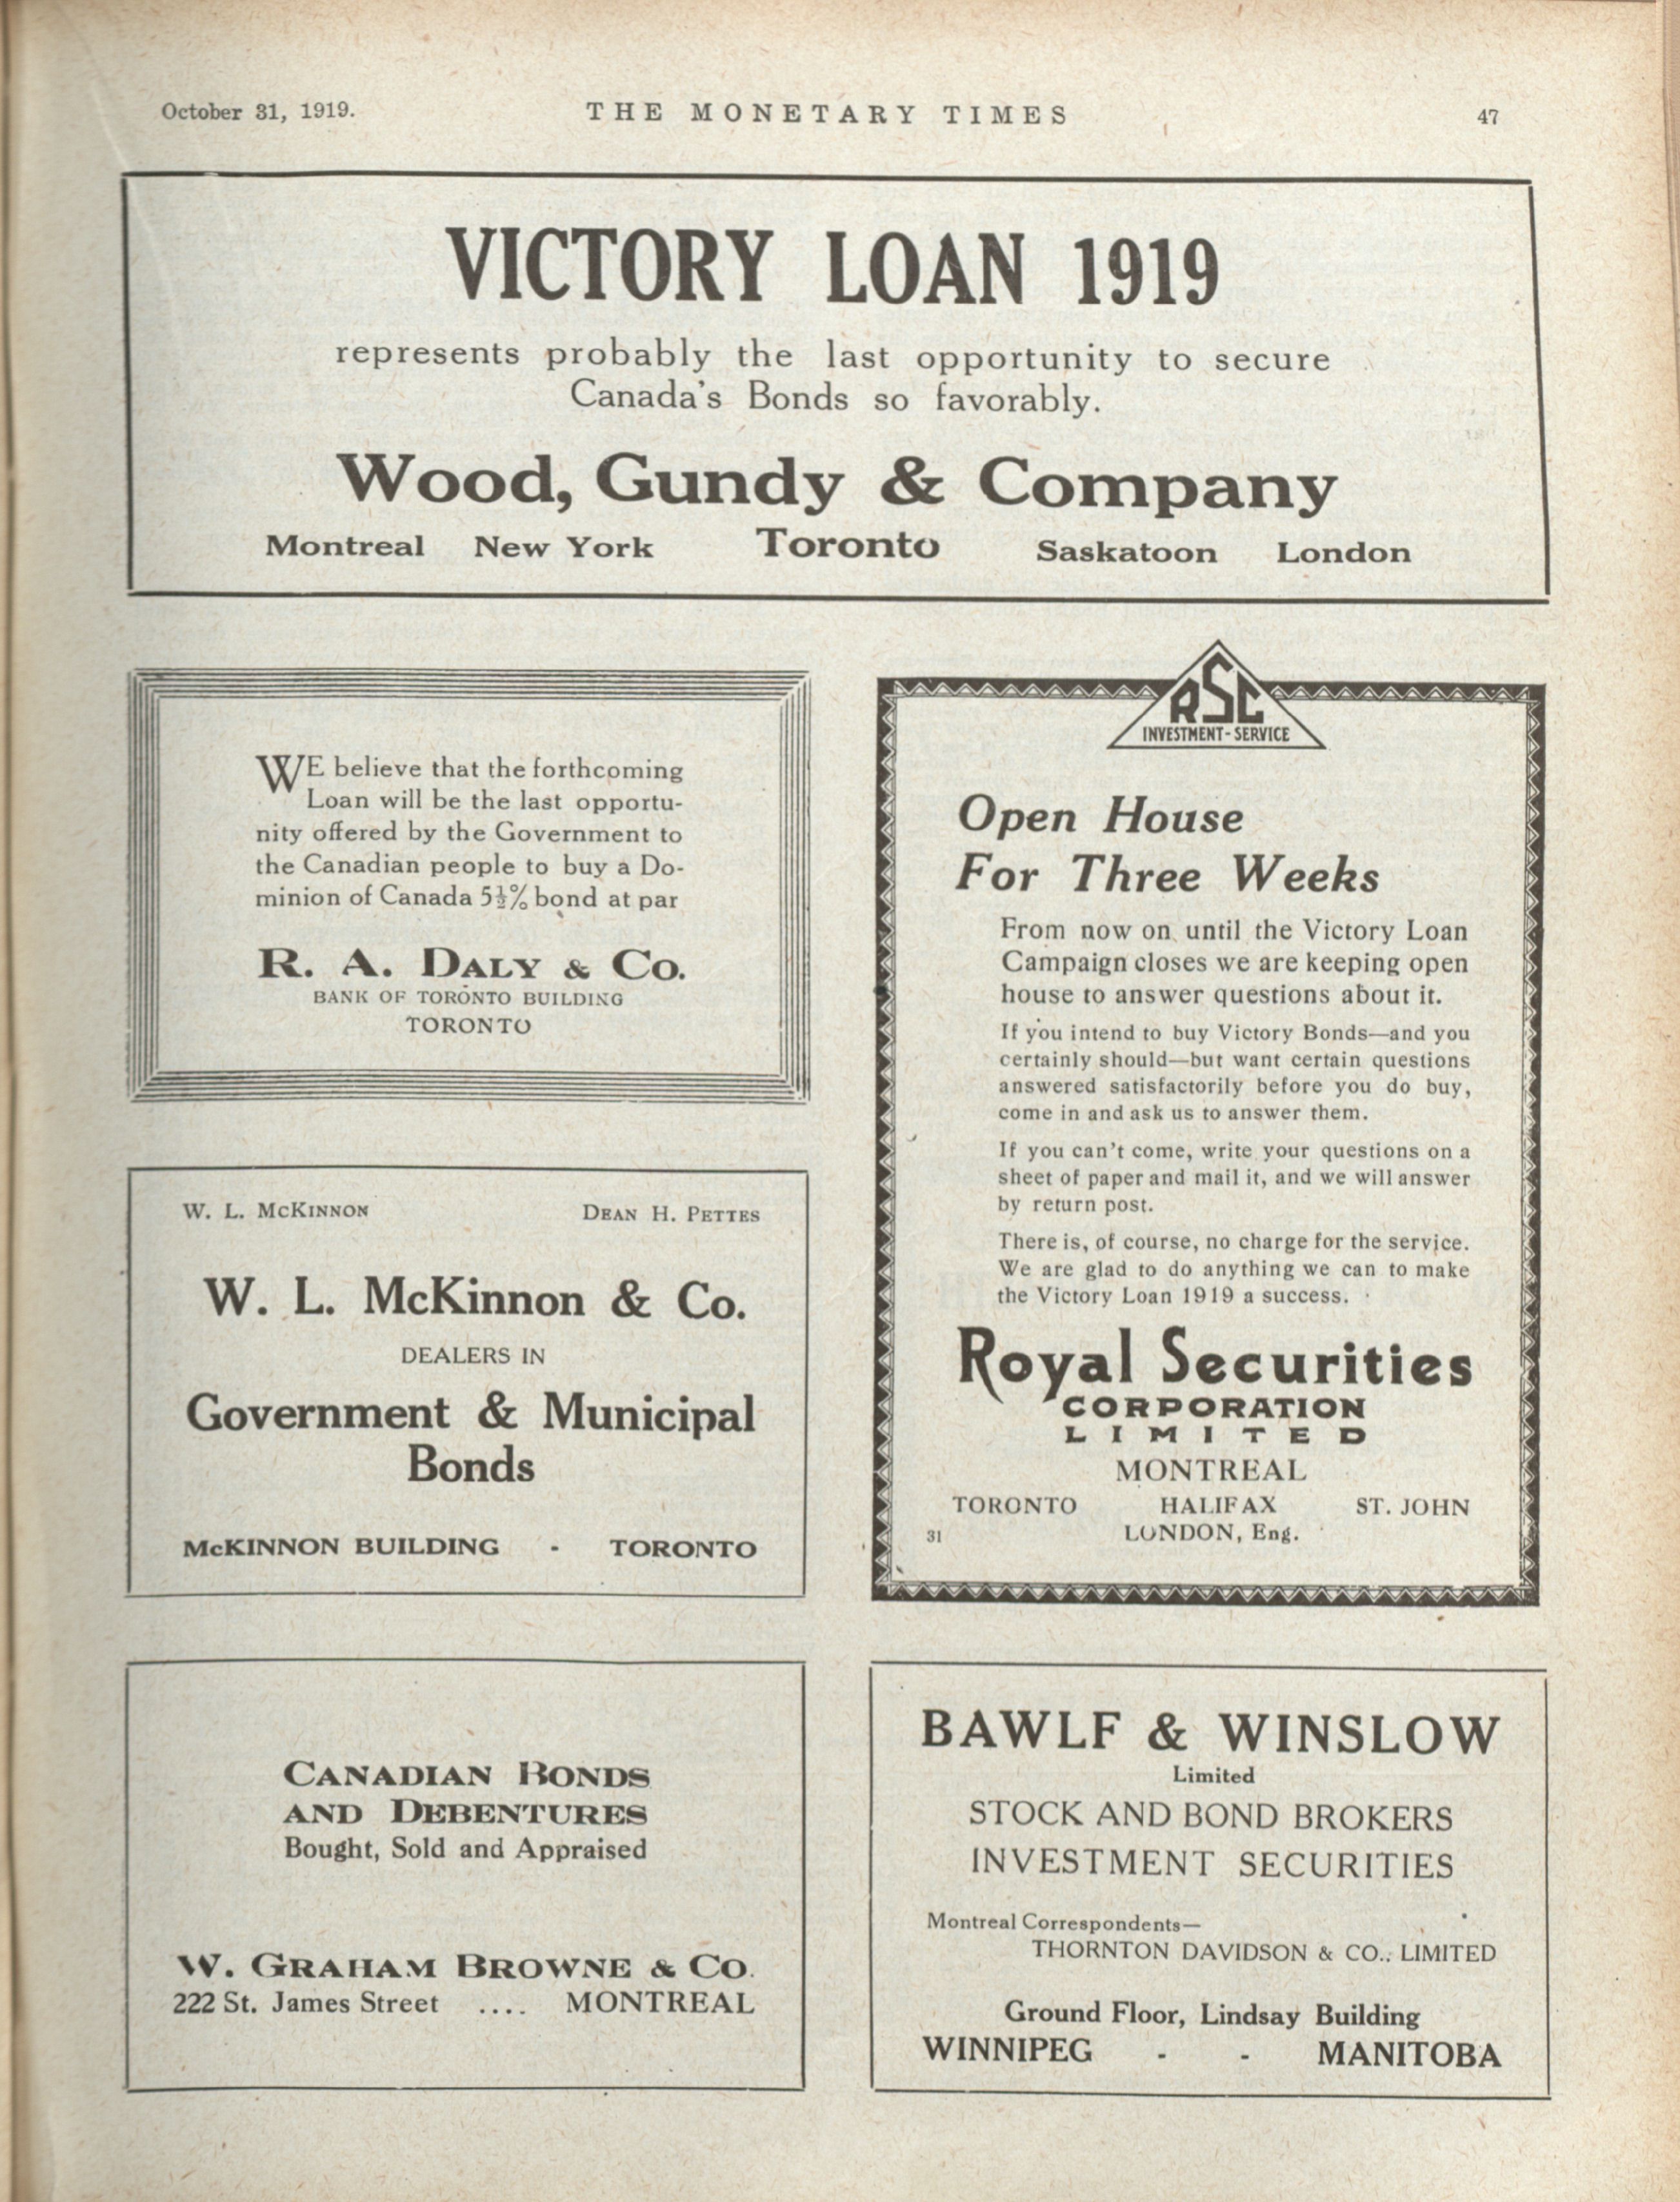 October 31, 1919.
THE MONETARY TIMES
47
VICTORY LOAN 1919
represents probably the last opportunity to secure
Canada's Bonds so favorably.
Wood, Gundy & Company
Montreal New York Toronto Saskatoon London
WE believe that the forthcoming
Loan will be the last opportu-
nity offered by the Government to
the Canadian people to buy a Do-
minion of Canada 5½% bond at par
R. A. DALY & CO.
BANK OF TORONTO BUILDING
TORONTO
W. L. MCKINNON DEAN H. PETTES
W. L. McKinnon & Co.
DEALERS IN
Government & Municipal
Bonds
McKINNON BUILDING - TORONTO
CANADIAN BONDS
AND DEBENTURES
Bought, Sold and Appraised
W. GRAHAM BROWNE & CO.
222 St. James Street .... MONTREAL
RSC
INVESTMENT-SERVICE
Open House
For Three Weeks
From now on until the Victory Loan
Campaign closes we are keeping open
house to answer questions about it.
If you intend to buy Victory Bonds—and you
certainly should—but want certain questions
answered satisfactorily before you do buy,
come in and ask us to answer them.
If you can't come, write your questions on a
sheet of paper and mail it, and we will answer
by return post.
There is, of course, no charge for the service.
We are glad to do anything we can to make
the Victory Loan 1919 a success.
Royal Securities
CORPORATION
LIMITED
MONTREAL
TORONTO HALIFAX ST. JOHN
31 LONDON, Eng.
BAWLF & WINSLOW
Limited
STOCK AND BOND BROKERS
INVESTMENT SECURITIES
Montreal Correspondents—
THORNTON DAVIDSON & CO., LIMITED
Ground Floor, Lindsay Building
WINNIPEG - - MANITOBA